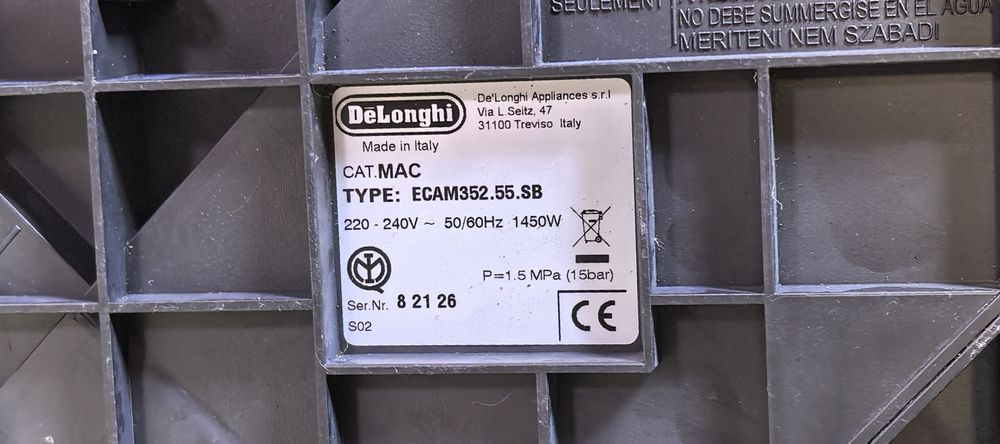 SEULEMENT
NO DEBE SUMMERGISE EN EL AGUA
MERITENI NEM SZABADI
DēLonghi
De'Longhi Appliances s.r.l
Via L.Seitz, 47
31100 Treviso Italy
Made in Italy
CAT.MAC
TYPE: ECAM352.55.SB
220 - 240V ~ 50/60Hz 1450W
P=1.5 MPa (15bar)
Ser.Nr. 8 21 26
S02
CE